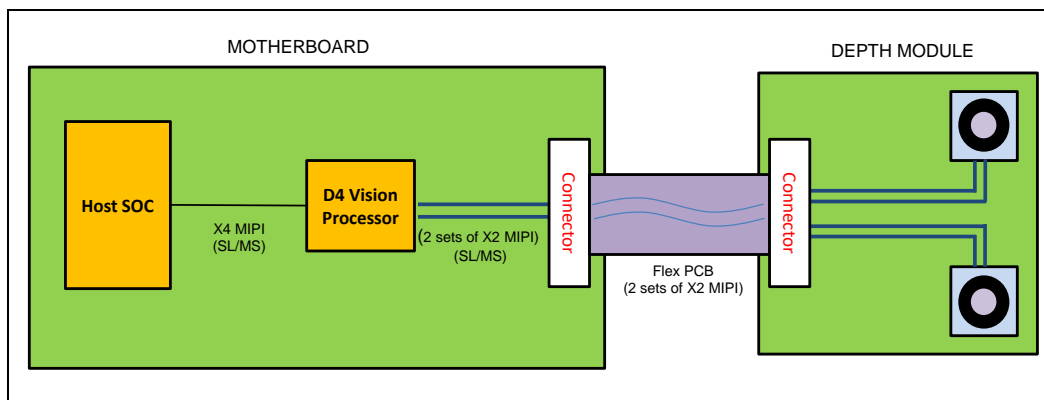 MOTHERBOARD
DEPTH MODULE
Host SOC
X4 MIPI
(SL/MS)
D4 Vision
Processor
(2 sets of X2 MIPI)
(SL/MS)
Connector
Flex PCB
(2 sets of X2 MIPI)
Connector